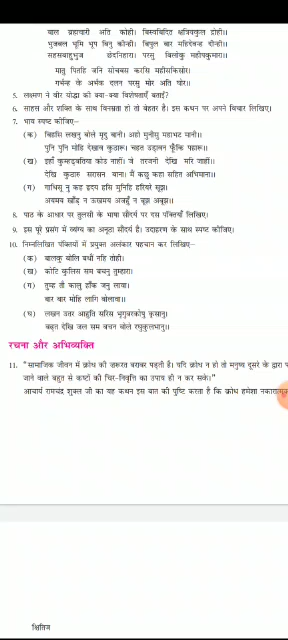 बाल ब्रह्मचारी अति कोही। बिस्वबिदित क्षत्रियकुल द्रोही॥
भुजबल भूमि भूप बिनु कीन्ही। बिपुल बार महिदेवन्ह दीन्ही॥
सहसबाहुभुज छेदनिहारा। परसु बिलोकु महीपकुमारा॥
मातु पितहि जनि सोचबस करसि महीसकिसोर।
गर्भन्ह के अर्भक दलन परसु मोर अति घोर॥
5. लक्ष्मण ने वीर योद्धा की क्या-क्या विशेषताएँ बताईं?
6. साहस और शक्ति के साथ विनम्रता हो तो बेहतर है। इस कथन पर अपने विचार लिखिए।
7. भाव स्पष्ट कीजिए–
(क) बिहसि लखनु बोले मृदु बानी। अहो मुनीसु महाभट मानी॥
पुनि पुनि मोहि देखाव कुठारू। चहत उड़ावन फूँकि पहारू॥
(ख) इहाँ कुम्हड़बतिया कोउ नाहीं। जे तरजनी देखि मरि जाहीं॥
देखि कुठारु सरासन बाना। मैं कछु कहा सहित अभिमाना॥
(ग) गाधिसूनु कह हृदय हसि मुनिहि हरियरे सूझ।
अयमय खाँड़ न ऊखमय अजहुँ न बूझ अबूझ॥
8. पाठ के आधार पर तुलसी के भाषा सौंदर्य पर दस पंक्तियाँ लिखिए।
9. इस पूरे प्रसंग में व्यंग्य का अनूठा सौंदर्य है। उदाहरण के साथ स्पष्ट कीजिए।
10. निम्नलिखित पंक्तियों में प्रयुक्त अलंकार पहचान कर लिखिए–
(क) बालकु बोलि बधौं नहि तोही।
(ख) कोटि कुलिस सम बचनु तुम्हारा।
(ग) तुम्ह तौ कालु हाँक जनु लावा।
बार बार मोहि लागि बोलावा॥
(घ) लखन उतर आहुति सरिस भृगुबरकोपु कृसानु।
बढ़त देखि जल सम बचन बोले रघुकुलभानु॥
रचना और अभिव्यक्ति
11. "सामाजिक जीवन में क्रोध की जरूरत बराबर पड़ती है। यदि क्रोध न हो तो मनुष्य दूसरे के द्वारा प
जाने वाले बहुत से कष्टों की चिर-निवृत्ति का उपाय ही न कर सके।"
आचार्य रामचंद्र शुक्ल जी का यह कथन इस बात की पुष्टि करता है कि क्रोध हमेशा
क्षितिज